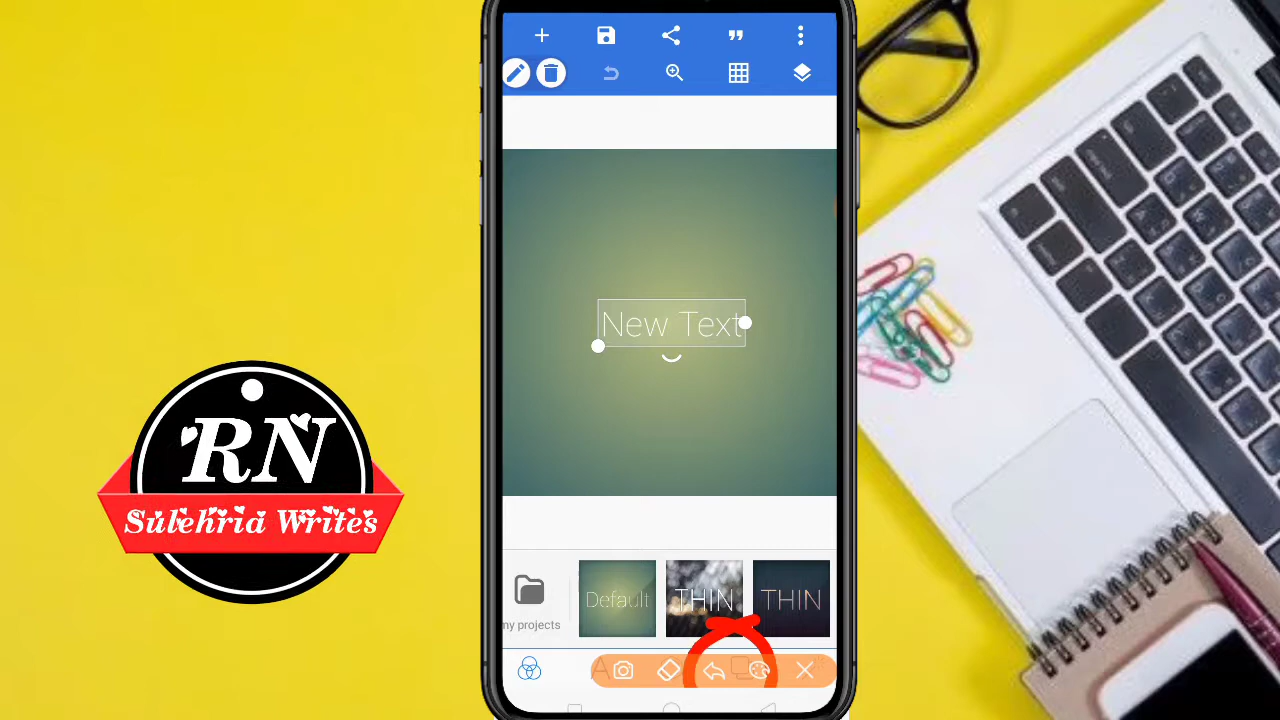 New Text
my projects
Default
THIN
THIN
A
RN
Sulehria Writes